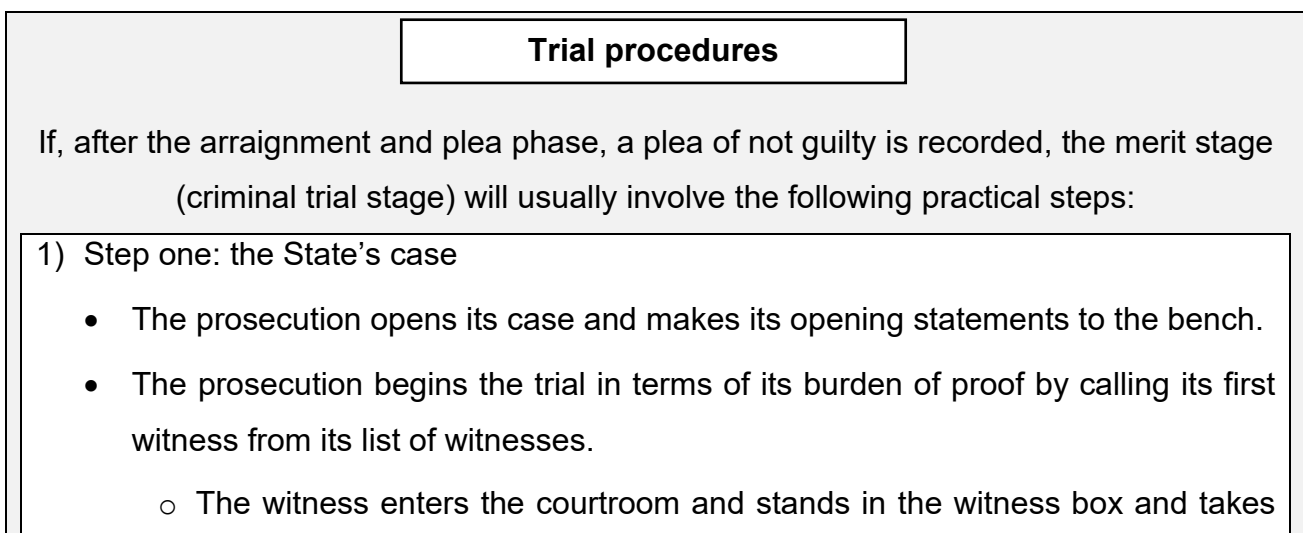 Trial procedures
If, after the arraignment and plea phase, a plea of not guilty is recorded, the merit stage
(criminal trial stage) will usually involve the following practical steps:
1) Step one: the State’s case
• The prosecution opens its case and makes its opening statements to the bench.
• The prosecution begins the trial in terms of its burden of proof by calling its first
witness from its list of witnesses.
o The witness enters the courtroom and stands in the witness box and takes